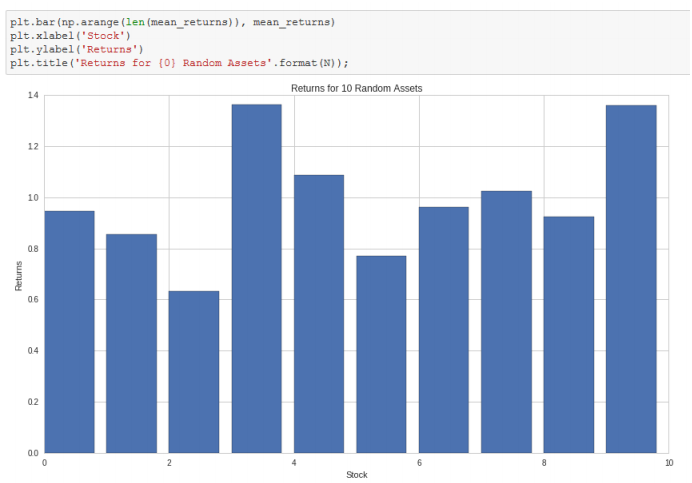 plt.bar(np.arange(len(mean_returns)), mean_returns)
plt.xlabel('Stock')
plt.ylabel('Returns')
plt.title('Returns for {0} Random Assets'.format(N));
Returns for 10 Random Assets
1.4
1.2
1.0
0.8
0.6
0.4
0.2
0.0
Returns
0 2 4 6 8 10
Stock